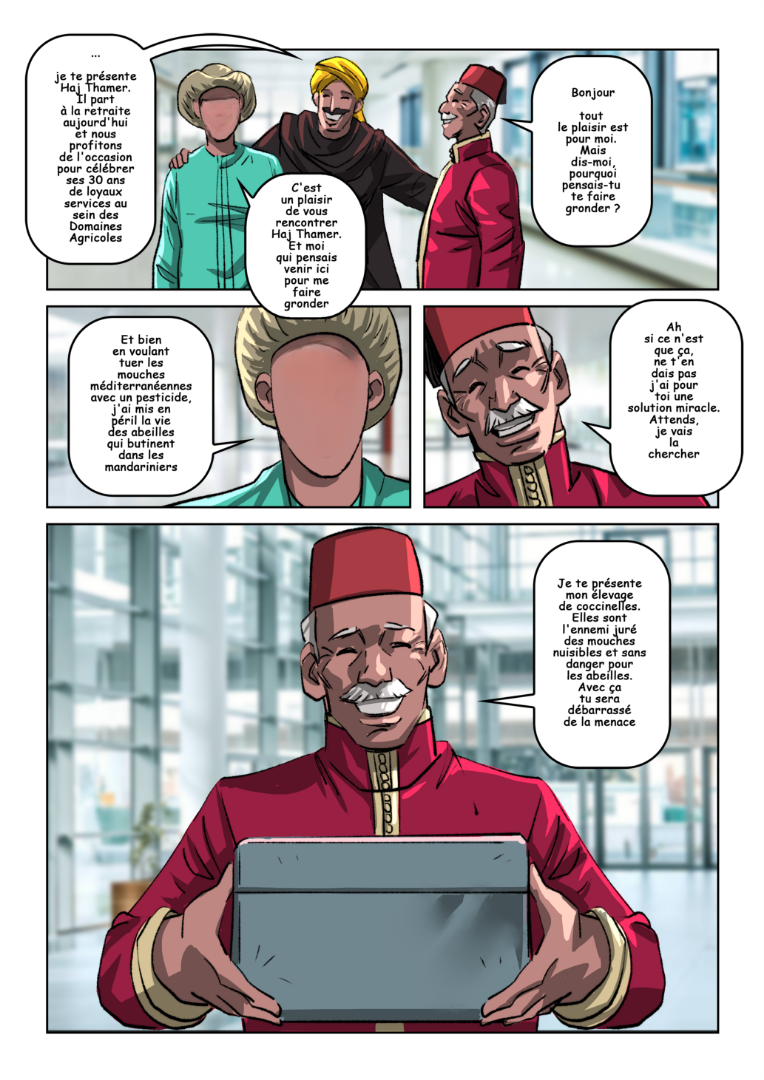 ...
je te présente
Haj Thamer.
Il part
à la retraite
aujourd'hui
et nous
profitons
de l'occasion
pour célébrer
ses 30 ans
de loyaux
services au
sein des
Domaines
Agricoles
Bonjour
tout
le plaisir est
pour moi.
Mais
dis-moi,
pourquoi
pensais-tu
te faire
gronder ?
C'est
un plaisir
de vous
rencontrer
Haj Thamer.
Et moi
qui pensais
venir ici
pour me
faire
gronder
Et bien
en voulant
tuer les
mouches
méditerranéennes
avec un pesticide,
j'ai mis en
péril la vie
des abeilles
qui butinent
dans les
mandariniers
Ah
si ce n'est
que ça,
ne t'en
dais pas
j'ai pour
toi une
solution miracle.
Attends,
je vais
la
chercher
Je te présente
mon élevage
de coccinelles.
Elles sont
l'ennemi juré
des mouches
nuisibles et sans
danger pour
les abeilles.
Avec ça
tu sera
débarrassé
de la menace